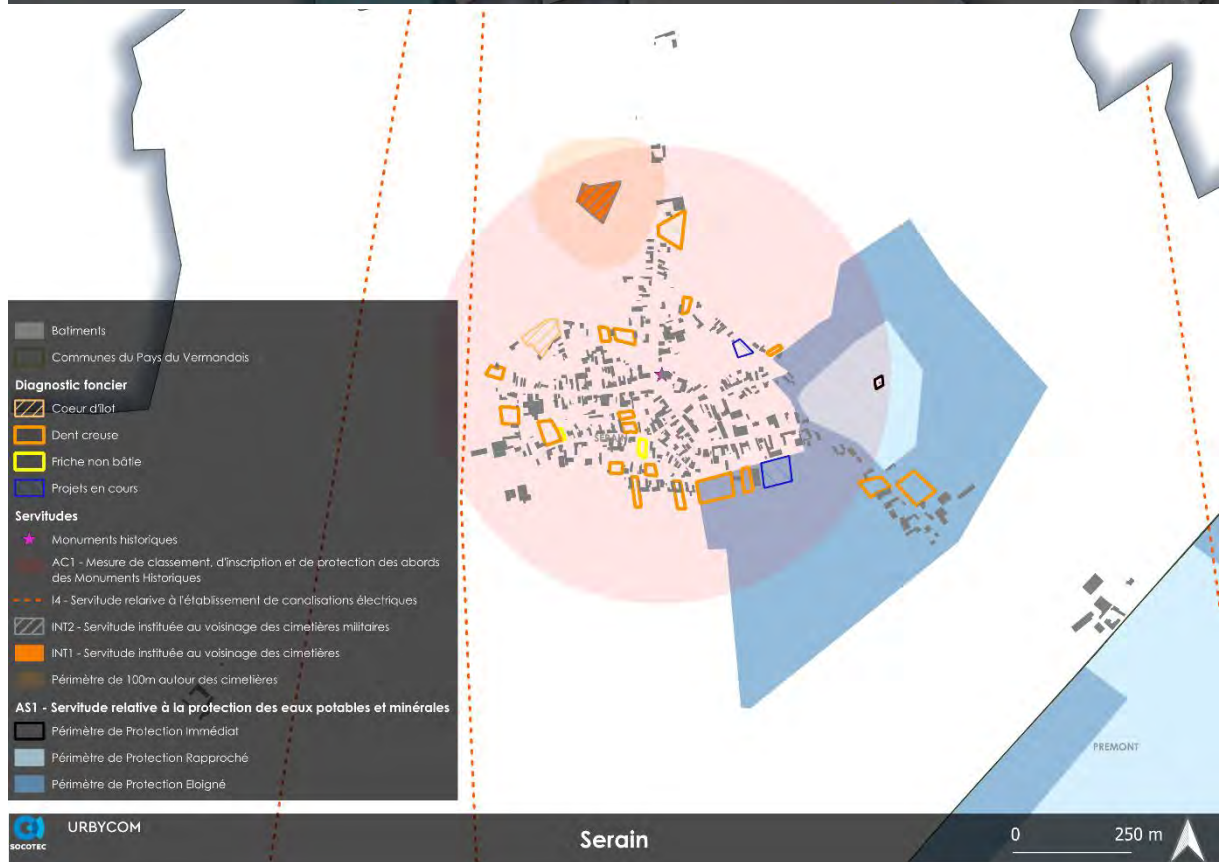 Batiments
Communes du Pays du Vermandois
Diagnostic foncier
Coeur d'îlot
Dent creuse
Friche non bâtie
Projets en cours
Servitudes
Monuments historiques
AC1 - Mesure de classement, d'inscription et de protection des abords
des Monuments Historiques
I4 - Servitude relarive à l'établissement de canalisations électriques
INT2 - Servitude instituée au voisinage des cimetières militaires
INT1 - Servitude instituée au voisinage des cimetières
Périmètre de 100m autour des cimetières
AS1 - Servitude relative à la protection des eaux potables et minérales
Périmètre de Protection Immédiat
Périmètre de Protection Rapproché
Périmètre de Protection Eloigné
SERAIN
PREMONT
SOCOTEC
URBYCOM
Serain
0 250 m